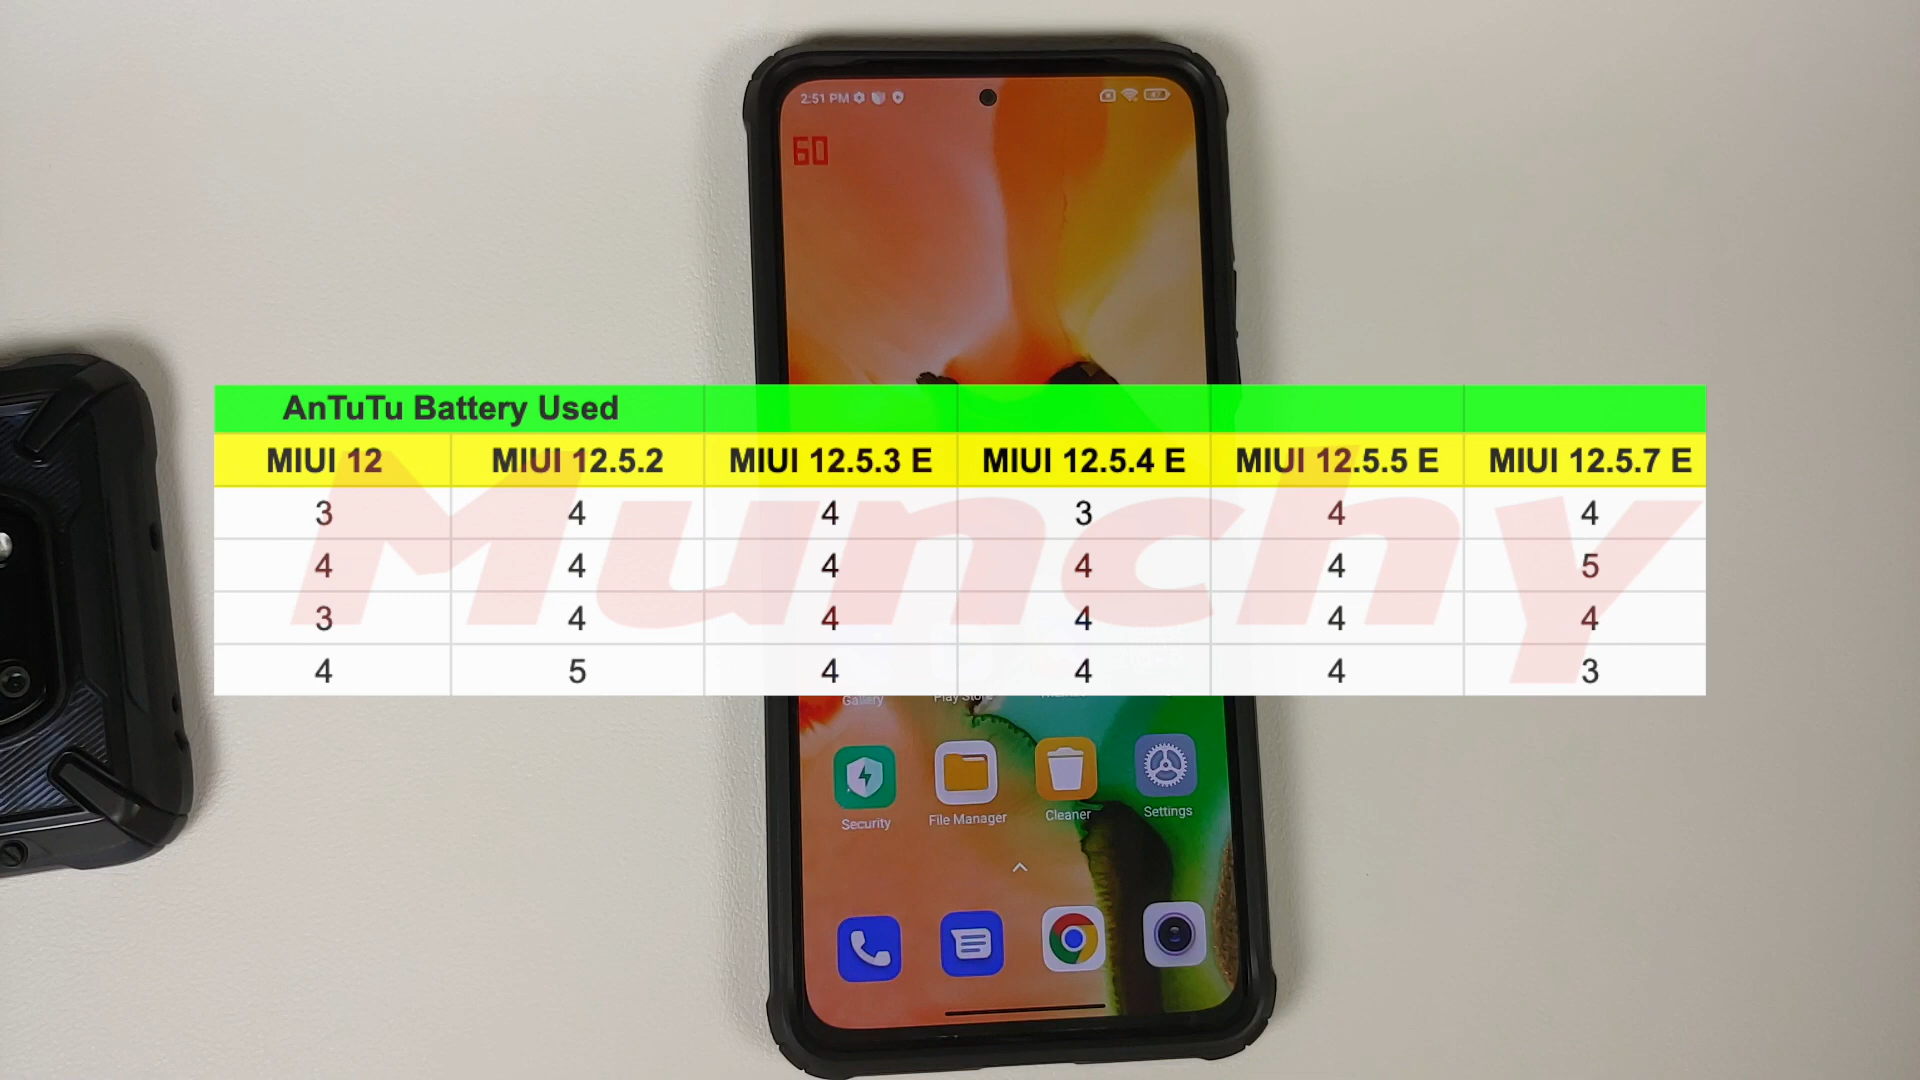 2:51 PM
60
AnTuTu Battery Used
MIUI 12 MIUI 12.5.2 MIUI 12.5.3 E MIUI 12.5.4 E MIUI 12.5.5 E MIUI 12.5.7 E
3 4 4 3 4 4
4 4 4 4 4 5
3 4 4 4 4 4
4 5 4 4 4 3
Munchy
Gallery Play Store
Security File Manager Cleaner Settings